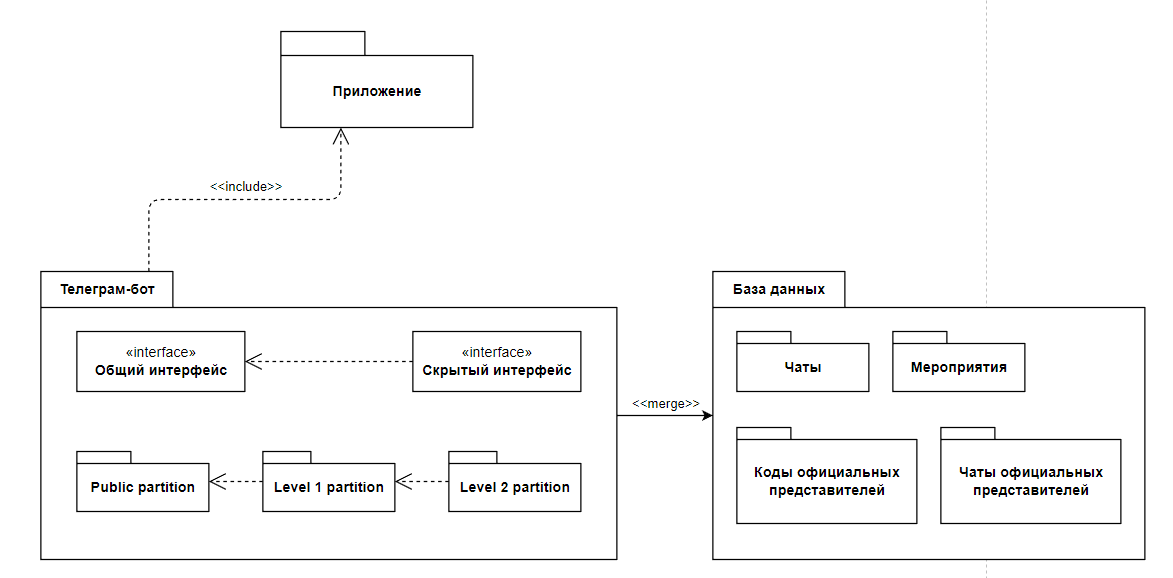 Приложение
<<include>>
Телеграм-бот
«interface»
Общий интерфейс
«interface»
Скрытый интерфейс
Public partition
Level 1 partition
Level 2 partition
<<merge>>
База данных
Чаты
Мероприятия
Коды официальных
представителей
Чаты официальных
представителей